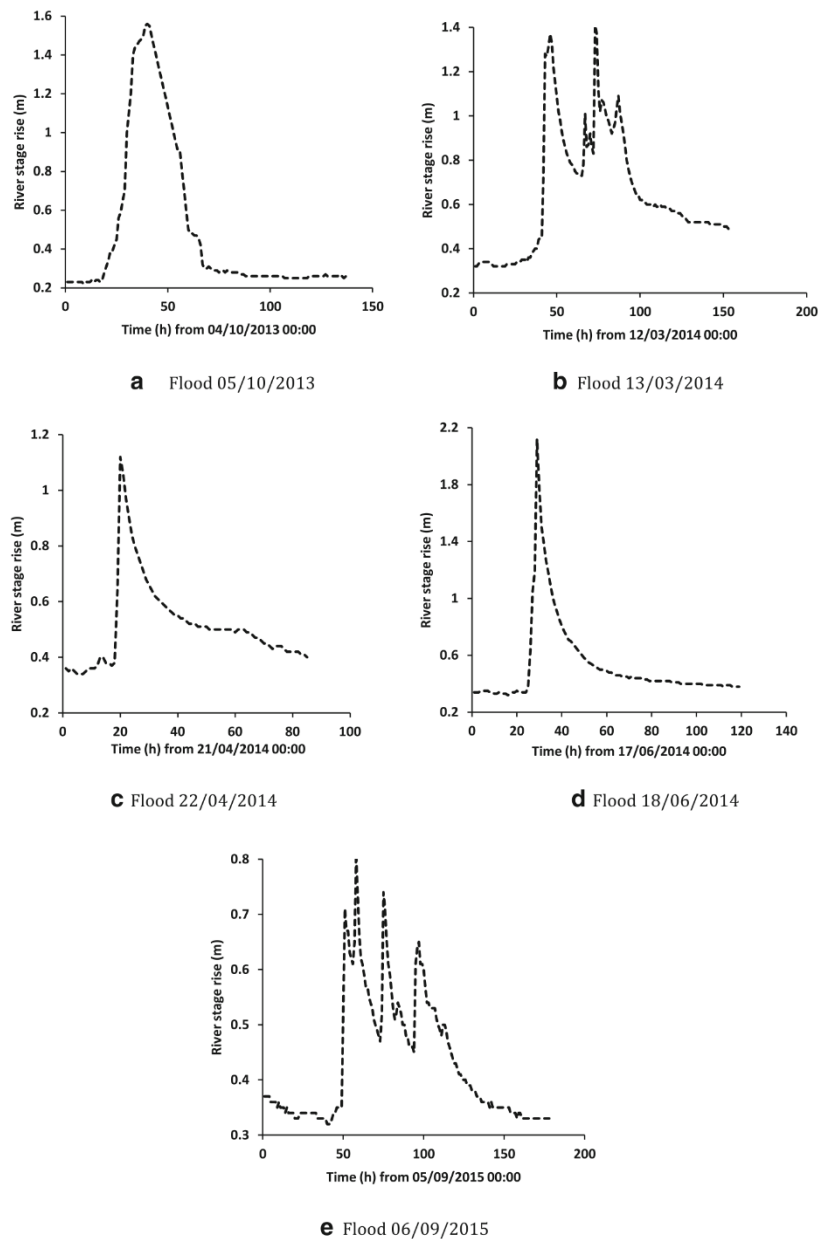 River stage rise (m)
1.6
1.4
1.2
1
0.8
0.6
0.4
0.2
0 50 100 150
Time (h) from 04/10/2013 00:00
a Flood 05/10/2013
River stage rise (m)
1.4
1.2
1
0.8
0.6
0.4
0.2
0 50 100 150 200
Time (h) from 12/03/2014 00:00
b Flood 13/03/2014
River stage rise (m)
1.2
1
0.8
0.6
0.4
0.2
0 20 40 60 80 100
Time (h) from 21/04/2014 00:00
c Flood 22/04/2014
River stage rise (m)
2.2
1.8
1.4
1
0.6
0.2
0 20 40 60 80 100 120 140
Time (h) from 17/06/2014 00:00
d Flood 18/06/2014
River stage rise (m)
0.8
0.7
0.6
0.5
0.4
0.3
0 50 100 150 200
Time (h) from 05/09/2015 00:00
e Flood 06/09/2015